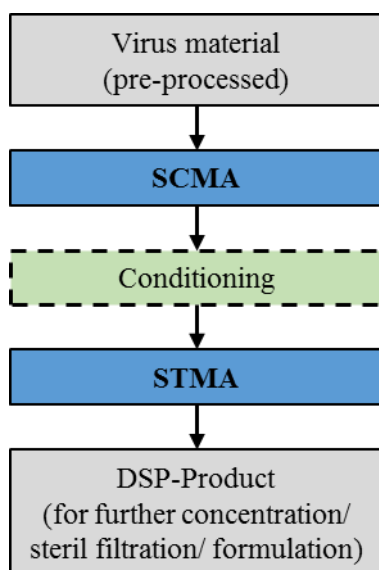 Virus material
(pre-processed)
SCMA
Conditioning
STMA
DSP-Product
(for further concentration/
steril filtration/ formulation)